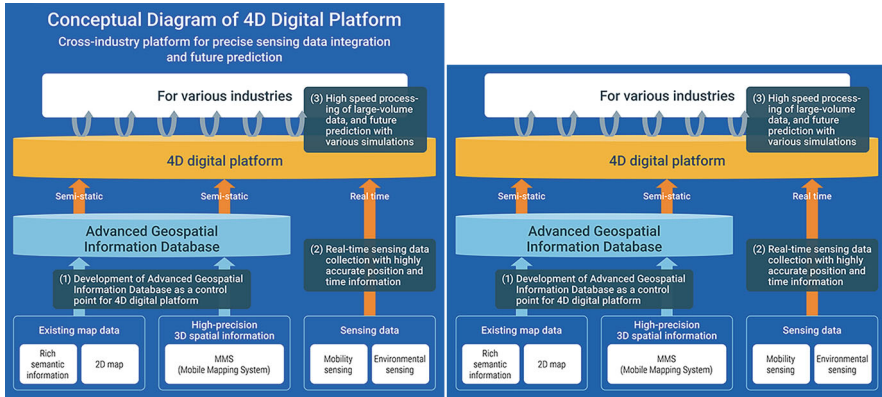 Conceptual Diagram of 4D Digital Platform
Cross-industry platform for precise sensing data integration
and future prediction
For various industries
(3) High speed process-
ing of large-volume
data, and future
prediction with
various simulations
4D digital platform
Semi-static
Semi-static
Real time
Advanced Geospatial
Information Database
(2) Real-time sensing data
collection with highly
accurate position and
time information
(1) Development of Advanced Geospatial
Information Database as a control
point for 4D digital platform
Existing map data
Rich
semantic
information
2D map
High-precision
3D spatial information
MMS
(Mobile Mapping System)
Sensing data
Mobility
sensing
Environmental
sensing
For various industries
(3) High speed process-
ing of large-volume
data, and future
prediction with
various simulations
4D digital platform
Semi-static
Semi-static
Real time
Advanced Geospatial
Information Database
(2) Real-time sensing data
collection with highly
accurate position and
time information
(1) Development of Advanced Geospatial
Information Database as a control
point for 4D digital platform
Existing map data
Rich
semantic
information
2D map
High-precision
3D spatial information
MMS
(Mobile Mapping System)
Sensing data
Mobility
sensing
Environmental
sensing